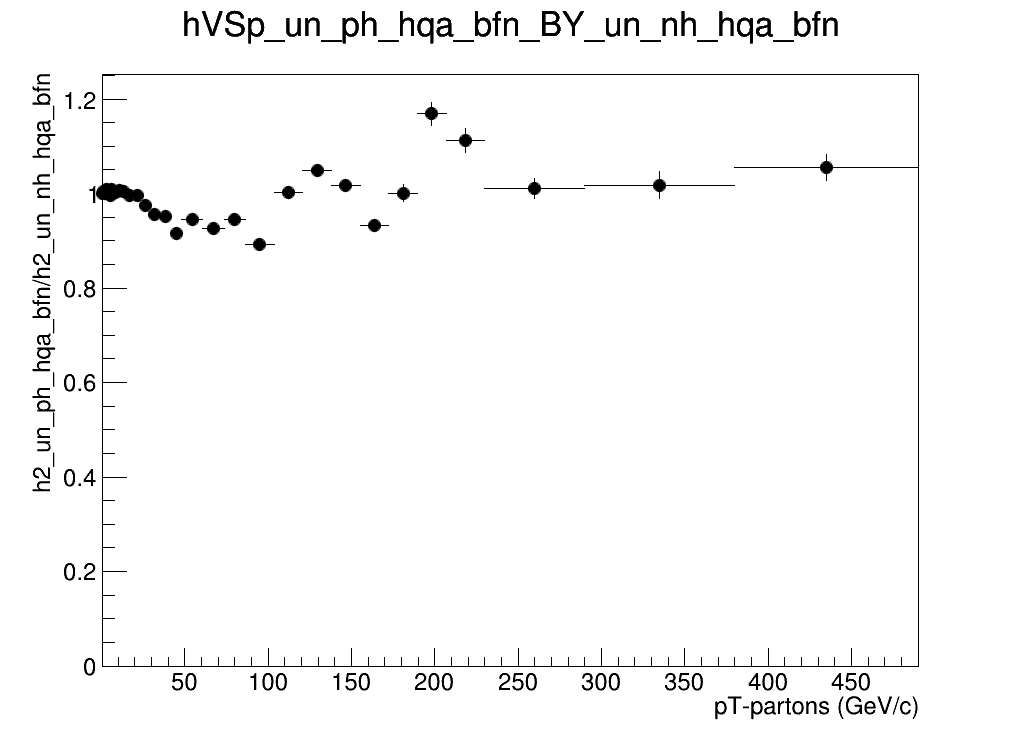 hVSp_un_ph_hqa_bfn_BY_un_nh_hqa_bfn
h2_un_ph_hqa_bfn/h2_un_nh_hqa_bfn
1.2
1
0.8
0.6
0.4
0.2
0
50 100 150 200 250 300 350 400 450
pT-partons (GeV/c)